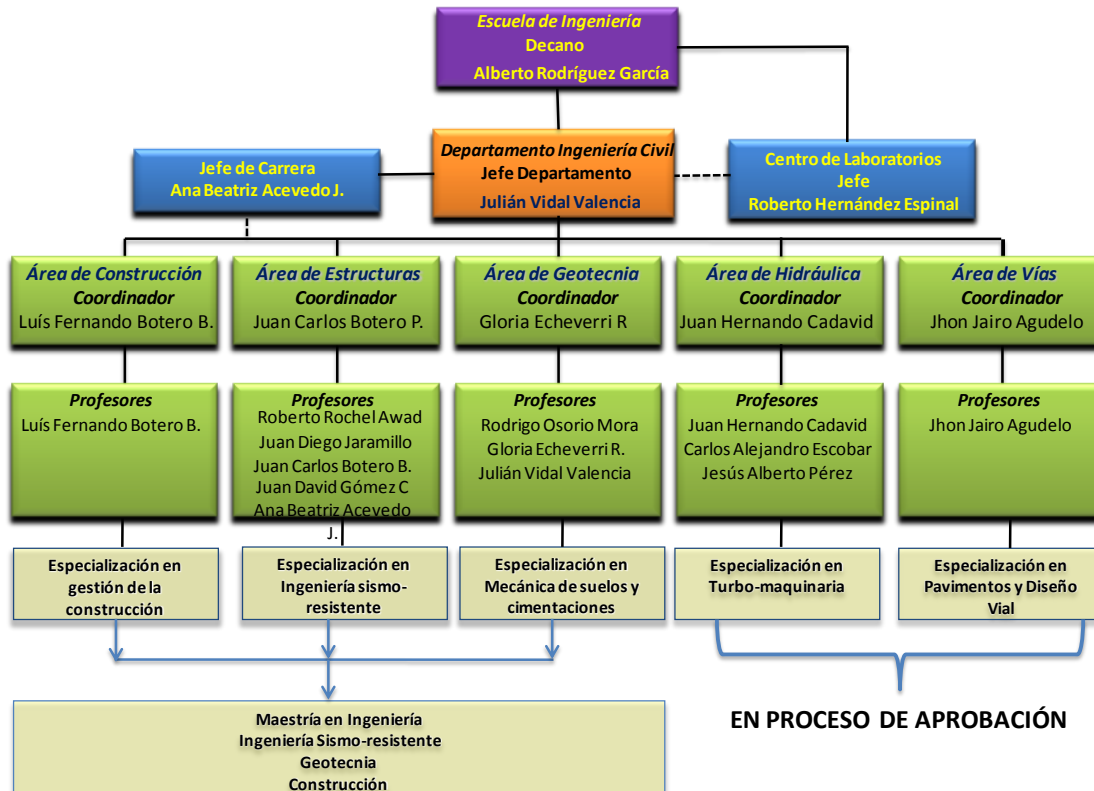 Escuela de Ingeniería
Decano
Alberto Rodríguez García
Departamento Ingeniería Civil
Jefe Departamento
Julián Vidal Valencia
Jefe de Carrera
Ana Beatriz Acevedo J.
Centro de Laboratorios
Jefe
Roberto Hernández Espinal
Área de Construcción
Coordinador
Luís Fernando Botero B.
Área de Estructuras
Coordinador
Juan Carlos Botero P.
Área de Geotecnia
Coordinador
Gloria Echeverri R
Área de Hidráulica
Coordinador
Juan Hernando Cadavid
Área de Vías
Coordinador
Jhon Jairo Agudelo
Profesores
Luís Fernando Botero B.
Profesores
Roberto Rochel Awad
Juan Diego Jaramillo
Juan Carlos Botero B.
Juan David Gómez C
Ana Beatriz Acevedo
J.
Profesores
Rodrigo Osorio Mora
Gloria Echeverri R.
Julián Vidal Valencia
Profesores
Juan Hernando Cadavid
Carlos Alejandro Escobar
Jesús Alberto Pérez
Profesores
Jhon Jairo Agudelo
Especialización en
gestión de la
construcción
Especialización en
Ingeniería sismo-
resistente
Especialización en
Mecánica de suelos y
cimentaciones
Especialización en
Turbo-maquinaria
Especialización en
Pavimentos y Diseño
Vial
Maestría en Ingeniería
Ingeniería Sismo-resistente
Geotecnia
Construcción
EN PROCESO DE APROBACIÓN